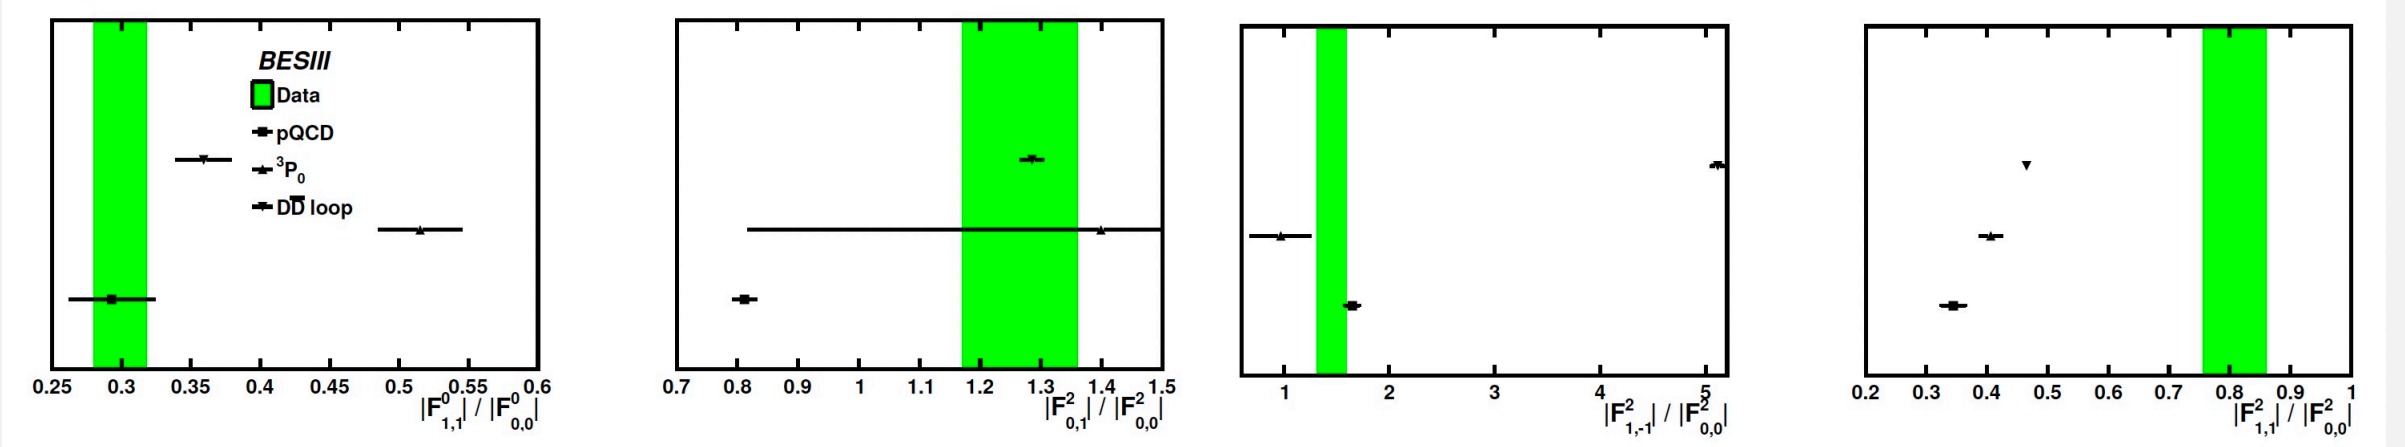 BESIII
Data
pQCD
³P₀
DD̄ loop
0.25 0.3 0.35 0.4 0.45 0.5 0.55 0.6
|F⁰₁,₁| / |F⁰₀,₀|
0.7 0.8 0.9 1 1.1 1.2 1.3 1.4 1.5
|F²₀,₁| / |F²₀,₀|
1 2 3 4 5
|F²₁,₋₁| / |F²₀,₀|
0.2 0.3 0.4 0.5 0.6 0.7 0.8 0.9 1
|F²₁,₁| / |F²₀,₀|